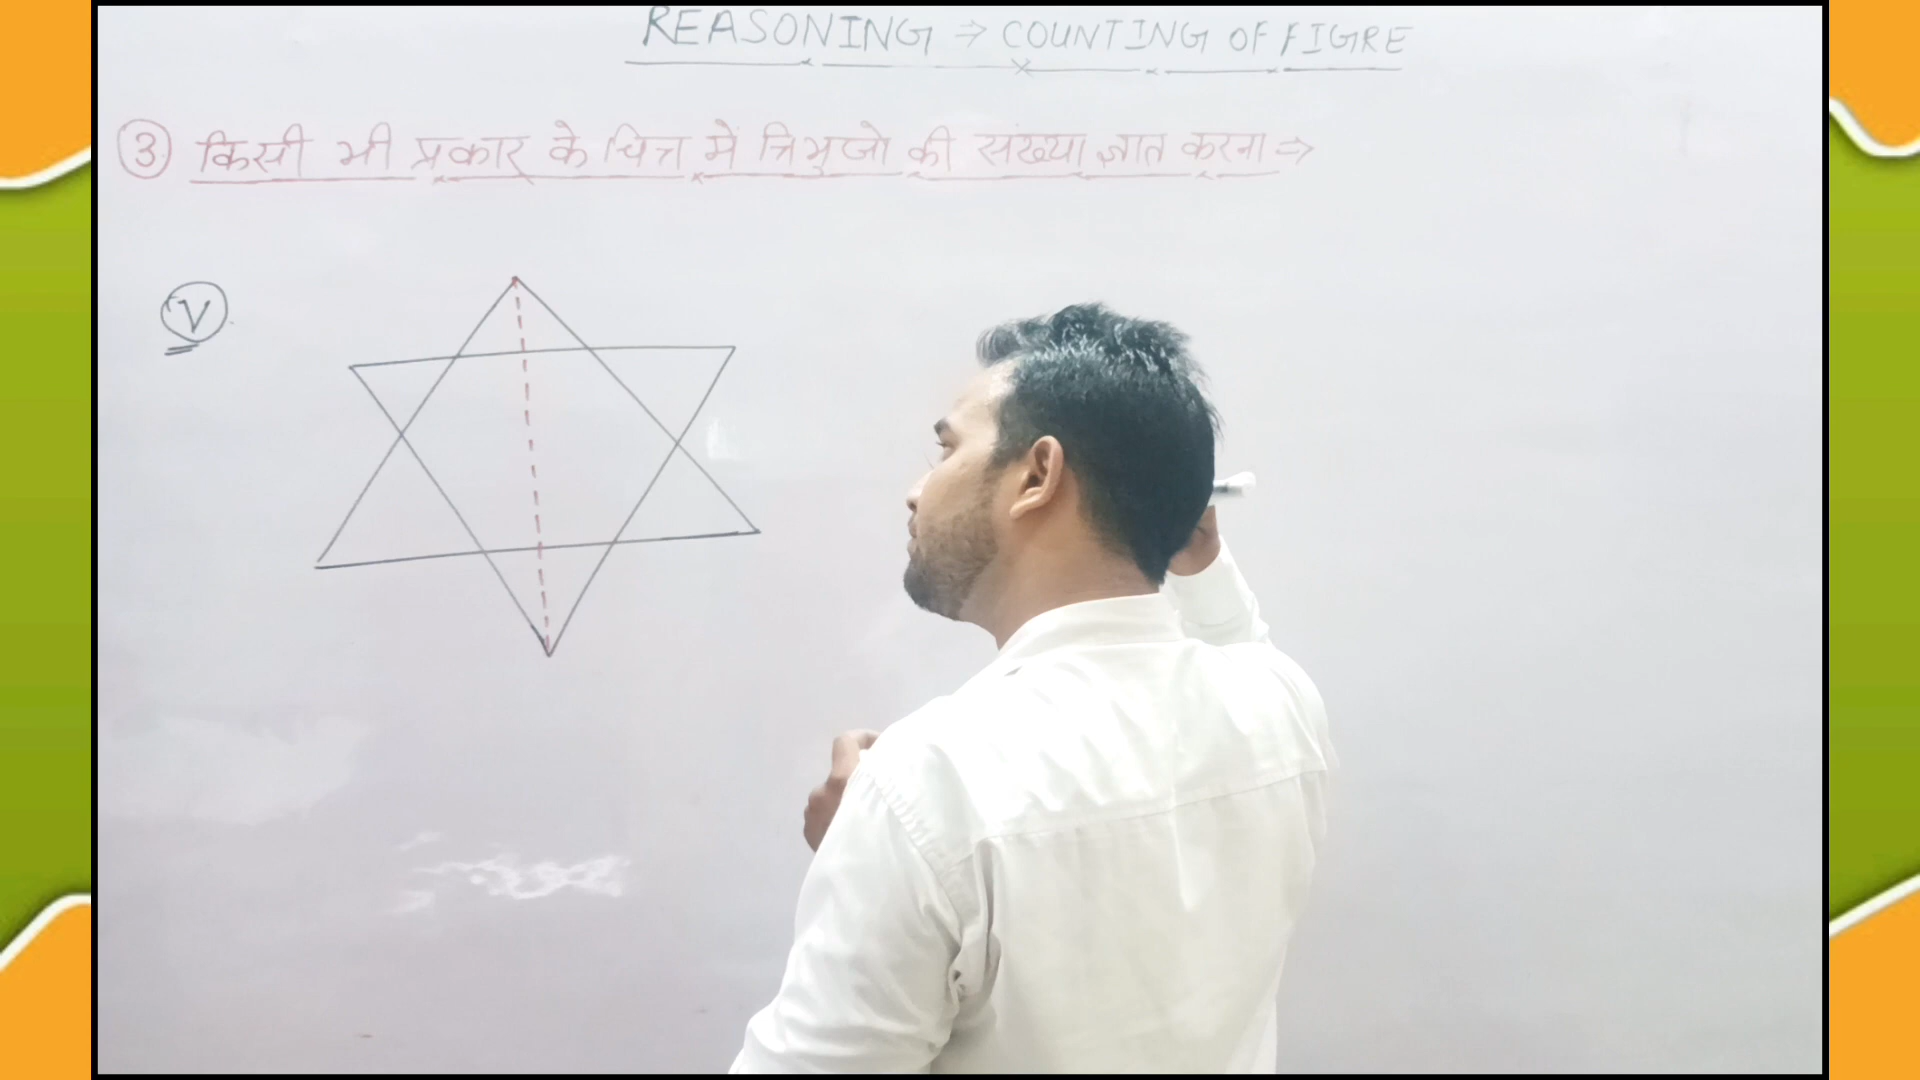 REASONING ⇒ COUNTING OF FIGRE
③ किसी भी प्रकार के चित्र में त्रिभुजो की संख्या ज्ञात करना ⇒
V